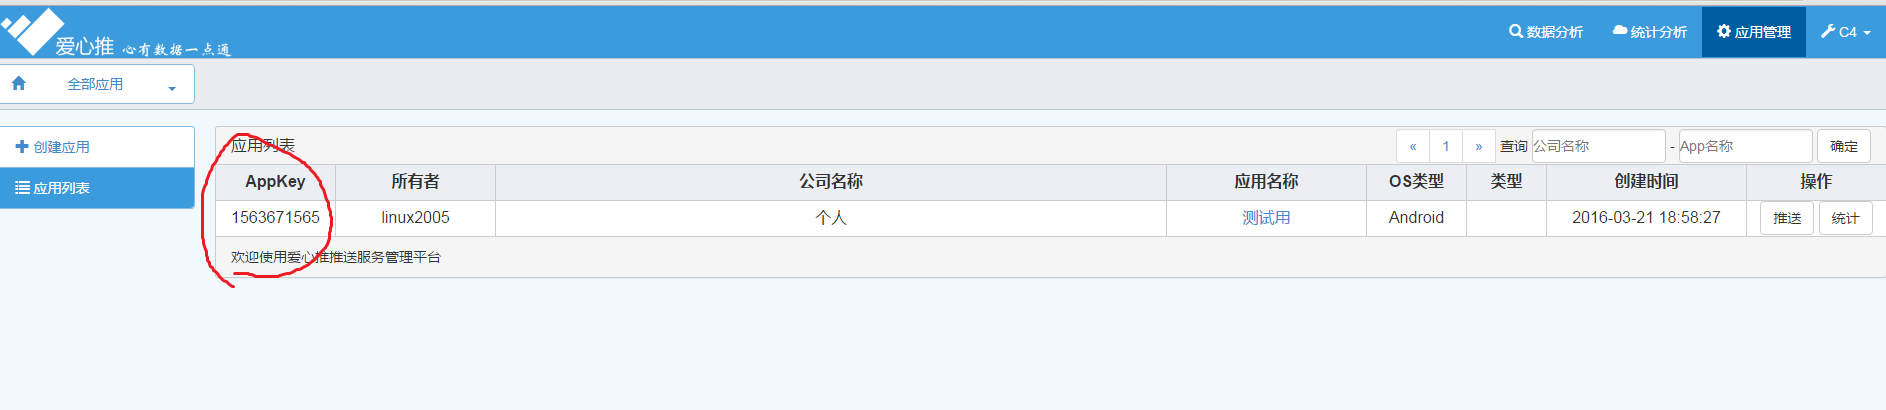 爱心推 心有数据一点通
数据分析 统计分析 应用管理 C4
全部应用
创建应用
应用列表
应用列表 « 1 » 查询 公司名称 - App名称 确定
AppKey 所有者 公司名称 应用名称 OS类型 类型 创建时间 操作
1563671565 linux2005 个人 测试用 Android 2016-03-21 18:58:27 推送 统计
欢迎使用爱心推推送服务管理平台